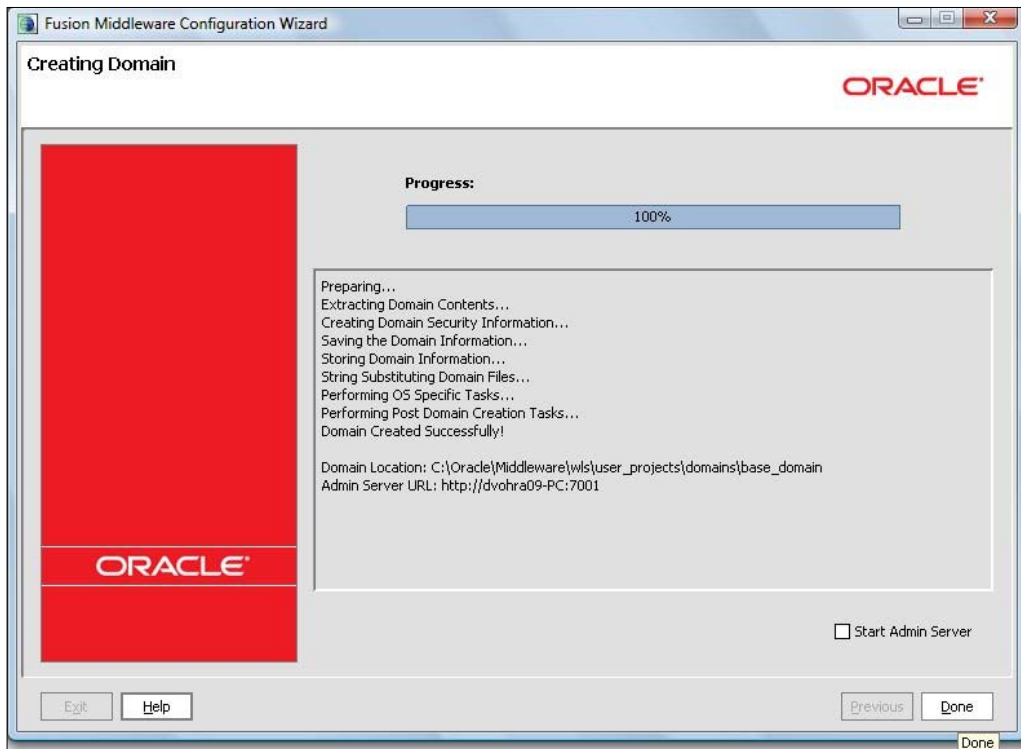 Fusion Middleware Configuration Wizard
Creating Domain
ORACLE
Progress:
100%
Preparing...
Extracting Domain Contents...
Creating Domain Security Information...
Saving the Domain Information...
Storing Domain Information...
String Substituting Domain Files...
Performing OS Specific Tasks...
Performing Post Domain Creation Tasks...
Domain Created Successfully!
Domain Location: C:\Oracle\Middleware\wls\user_projects\domains\base_domain
Admin Server URL: http://dvohra09-PC:7001
ORACLE
Start Admin Server
Exit Help Previous Done
Done